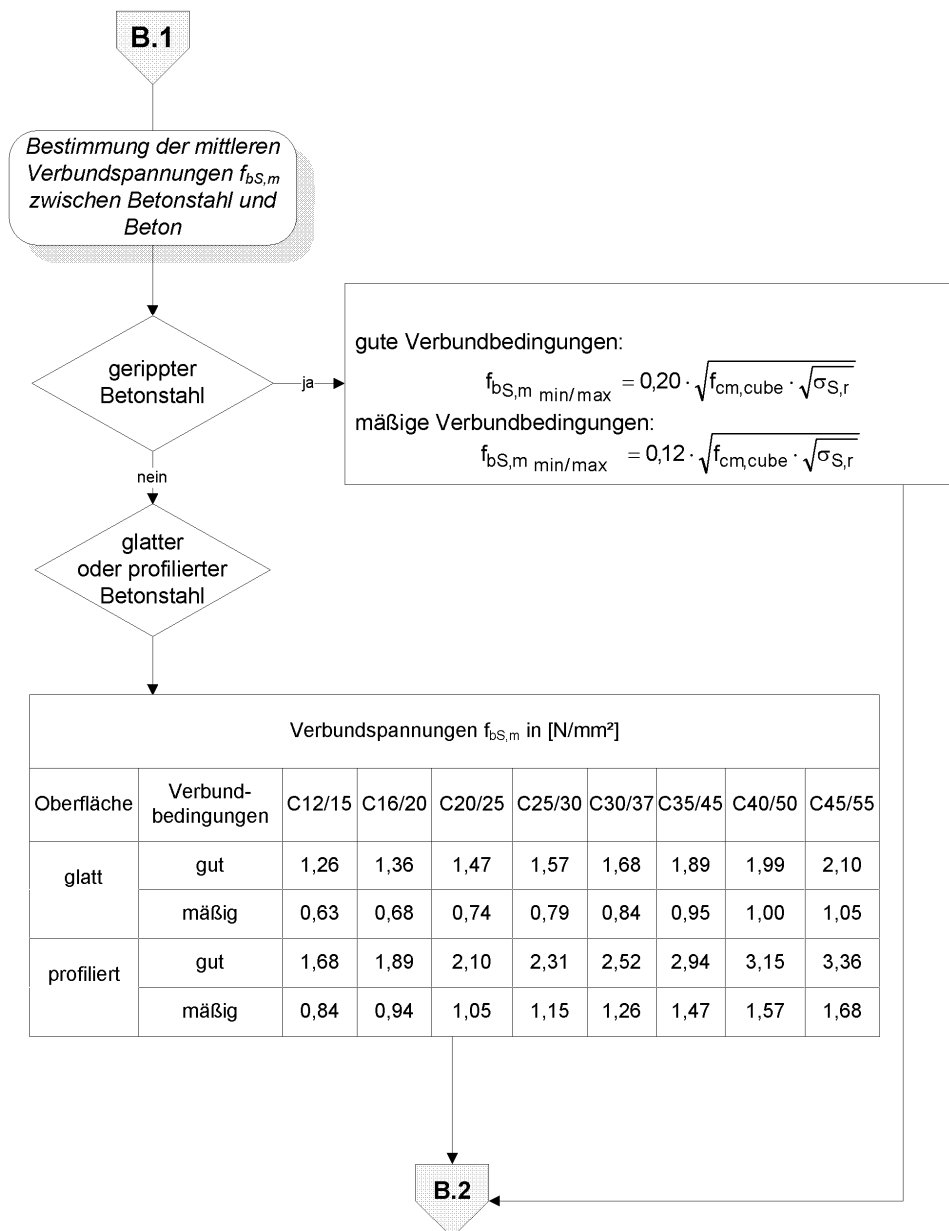 B.1
Bestimmung der mittleren
Verbundspannungen f_bS,m
zwischen Betonstahl und
Beton
gerippter
Betonstahl
ja
gute Verbundbedingungen:
f_bS,m min/max = 0,20 · √(f_cm,cube · √(σ_S,r))
mäßige Verbundbedingungen:
f_bS,m min/max = 0,12 · √(f_cm,cube · √(σ_S,r))
nein
glatter
oder profilierter
Betonstahl
Verbundspannungen f_bS,m in [N/mm²]
Oberfläche Verbund-bedingungen C12/15 C16/20 C20/25 C25/30 C30/37 C35/45 C40/50 C45/55
glatt gut 1,26 1,36 1,47 1,57 1,68 1,89 1,99 2,10
mäßig 0,63 0,68 0,74 0,79 0,84 0,95 1,00 1,05
profiliert gut 1,68 1,89 2,10 2,31 2,52 2,94 3,15 3,36
mäßig 0,84 0,94 1,05 1,15 1,26 1,47 1,57 1,68
B.2